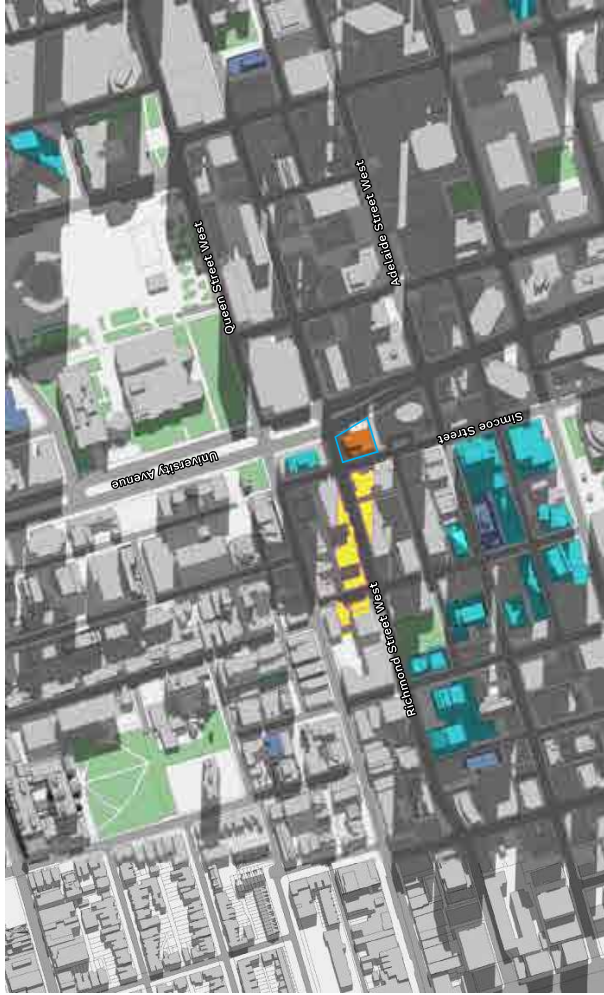 Queen Street West
Adelaide Street West
University Avenue
Simcoe Street
Richmond Street West